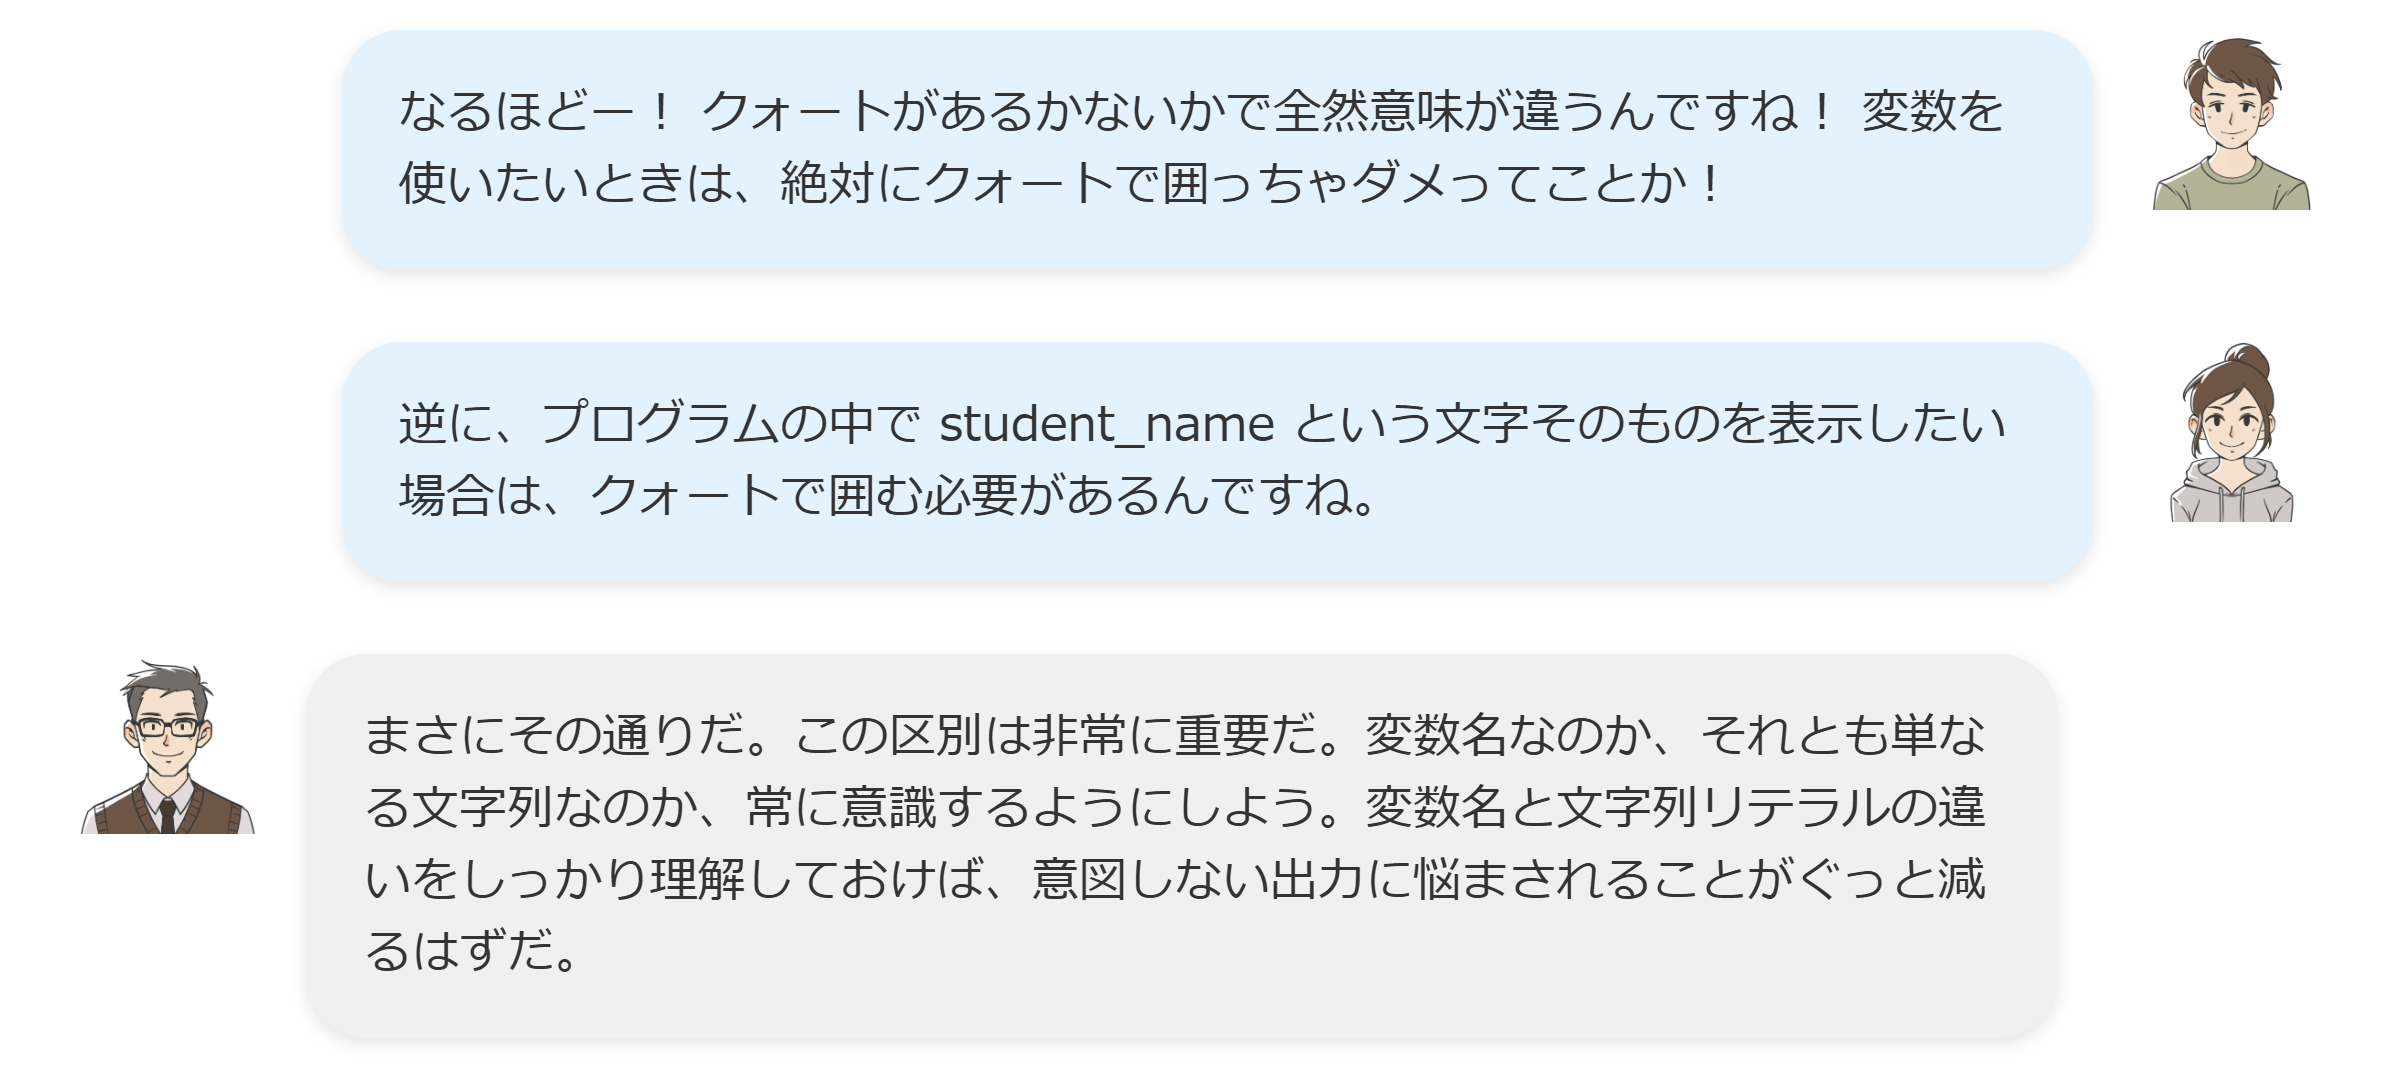 なるほどー！ クォートがあるかないかで全然意味が違うんですね！ 変数を
使いたいときは、絶対にクォートで囲っちゃダメってことか！
逆に、プログラムの中で student_name という文字そのものを表示したい
場合は、クォートで囲む必要があるんですね。
まさにその通りだ。この区別は非常に重要だ。変数名なのか、それとも単な
る文字列なのか、常に意識するようにしよう。変数名と文字列リテラルの違
いをしっかり理解しておけば、意図しない出力に悩まされることがぐっと減
るはずだ。